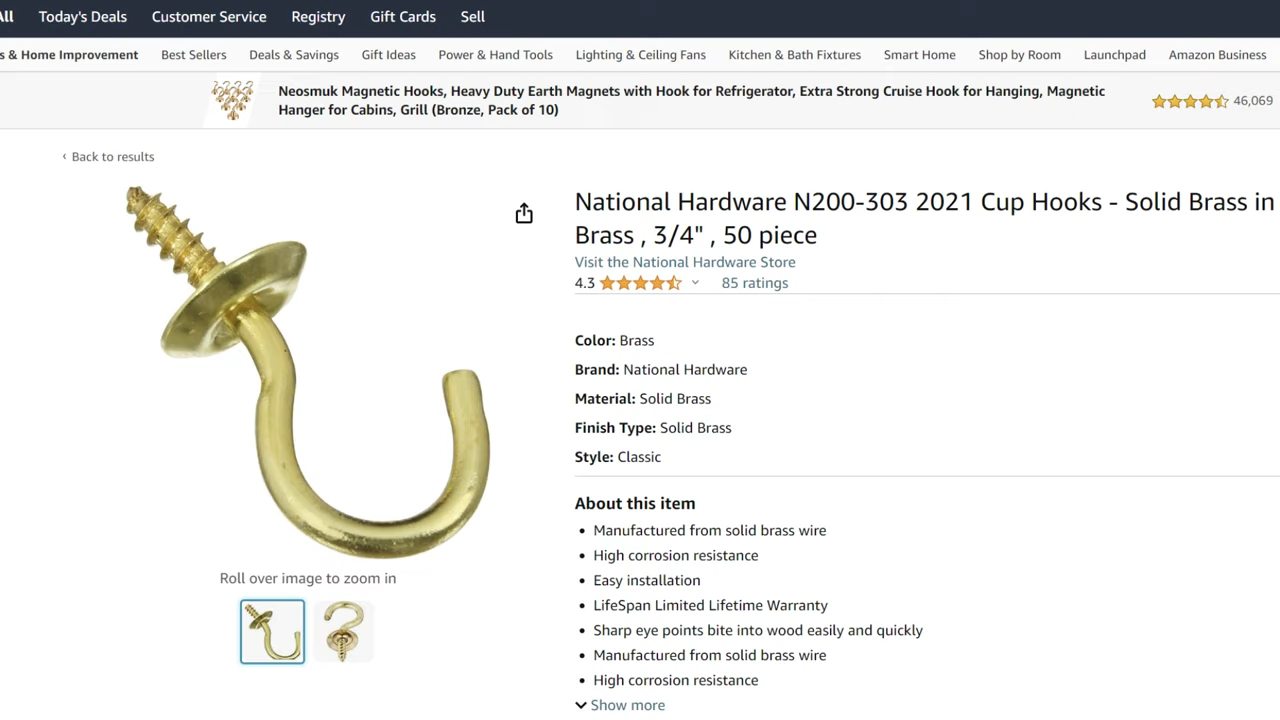 All Today's Deals Customer Service Registry Gift Cards Sell
s & Home Improvement Best Sellers Deals & Savings Gift Ideas Power & Hand Tools Lighting & Ceiling Fans Kitchen & Bath Fixtures Smart Home Shop by Room Launchpad Amazon Business
Neosmuk Magnetic Hooks, Heavy Duty Earth Magnets with Hook for Refrigerator, Extra Strong Cruise Hook for Hanging, Magnetic
Hanger for Cabins, Grill (Bronze, Pack of 10)
46,069
‹ Back to results
National Hardware N200-303 2021 Cup Hooks - Solid Brass in
Brass , 3/4" , 50 piece
Visit the National Hardware Store
4.3 85 ratings
Color: Brass
Brand: National Hardware
Material: Solid Brass
Finish Type: Solid Brass
Style: Classic
About this item
• Manufactured from solid brass wire
• High corrosion resistance
• Easy installation
• LifeSpan Limited Lifetime Warranty
• Sharp eye points bite into wood easily and quickly
• Manufactured from solid brass wire
• High corrosion resistance
Show more
Roll over image to zoom in